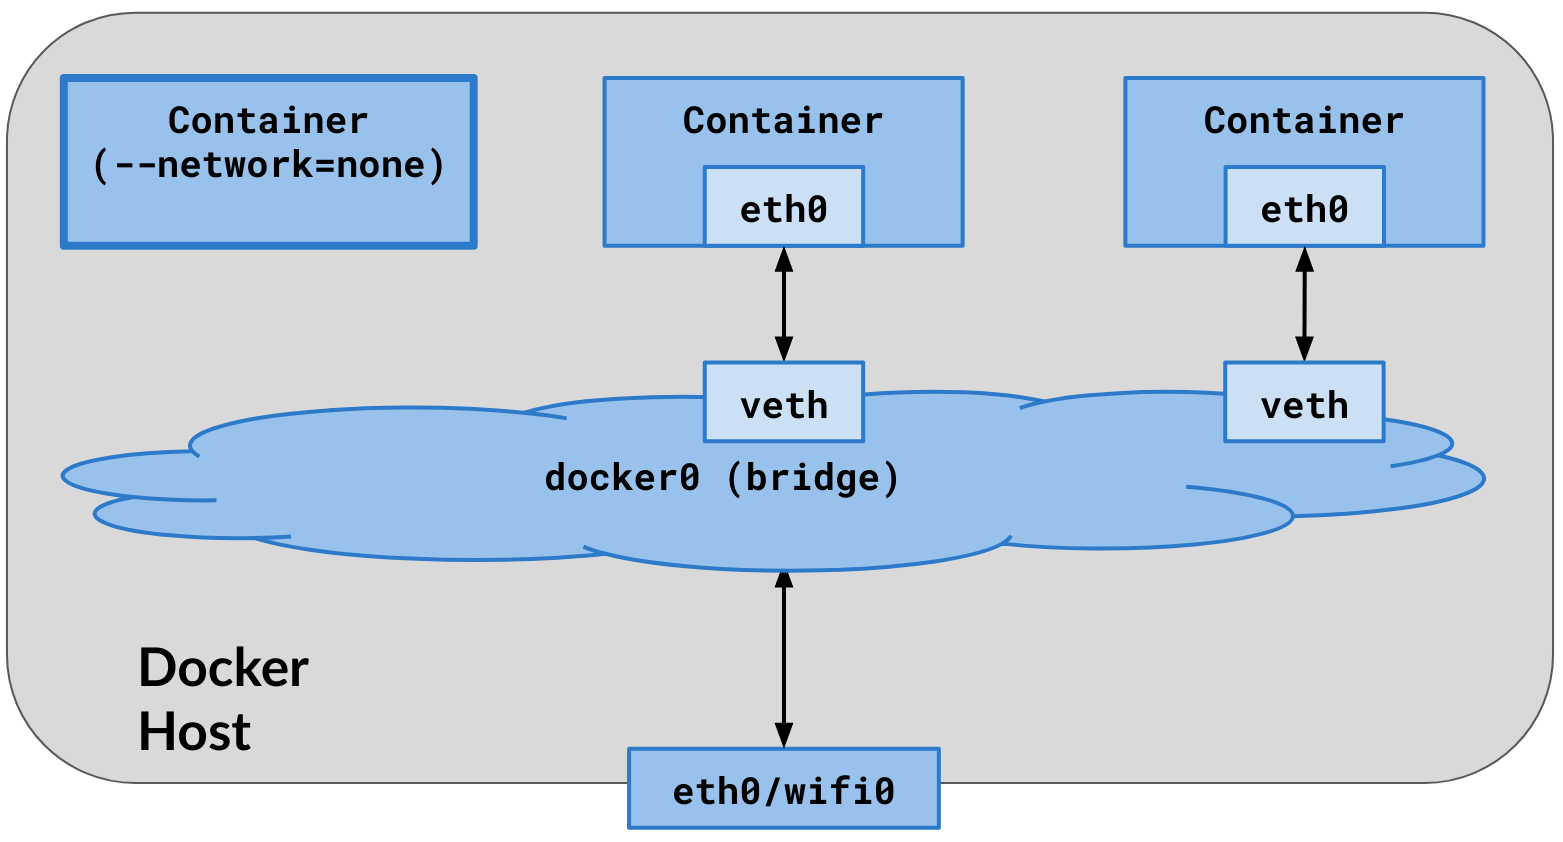 Container
(--network=none)
Container
eth0
Container
eth0
veth
veth
docker0 (bridge)
Docker
Host
eth0/wifi0